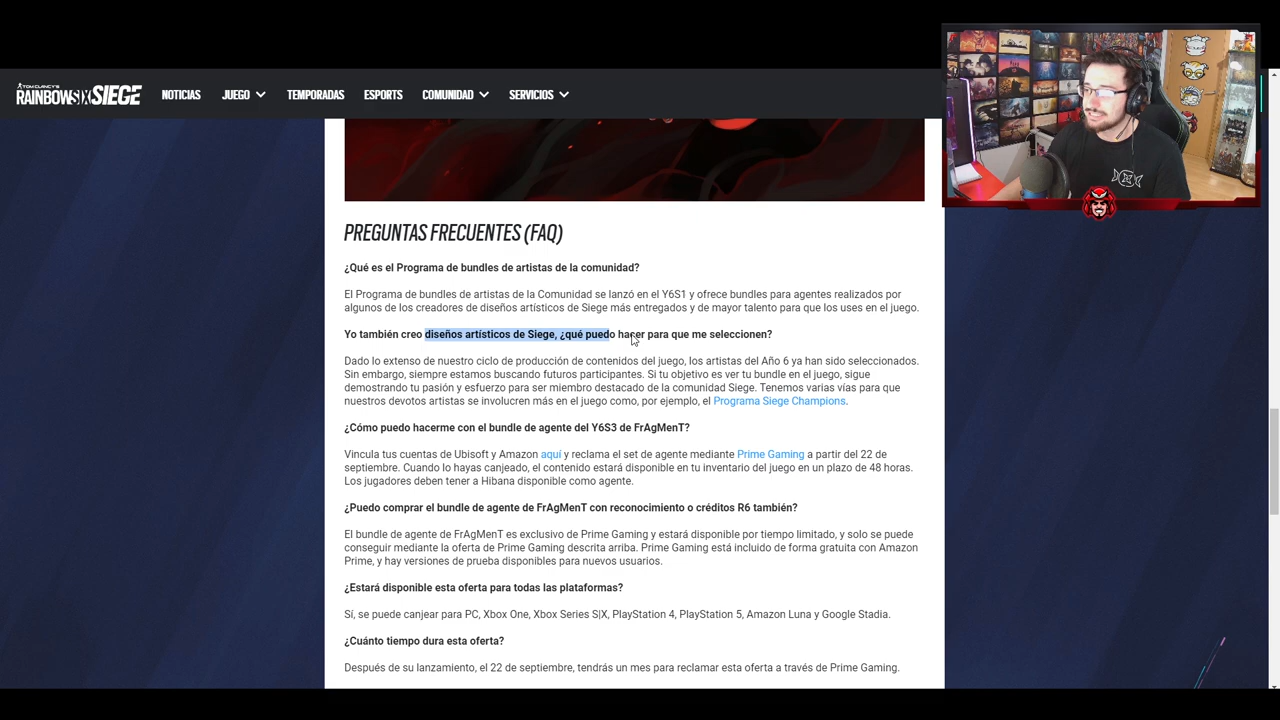 TOM CLANCY'S
RAINBOWSIX SIEGE
NOTICIAS
JUEGO
TEMPORADAS
ESPORTS
COMUNIDAD
SERVICIOS
PREGUNTAS FRECUENTES (FAQ)
¿Qué es el Programa de bundles de artistas de la comunidad?
El Programa de bundles de artistas de la Comunidad se lanzó en el Y6S1 y ofrece bundles para agentes realizados por
algunos de los creadores de diseños artísticos de Siege más entregados y de mayor talento para que los uses en el juego.
Yo también creo diseños artísticos de Siege, ¿qué puedo hacer para que me seleccionen?
Dado lo extenso de nuestro ciclo de producción de contenidos del juego, los artistas del Año 6 ya han sido seleccionados.
Sin embargo, siempre estamos buscando futuros participantes. Si tu objetivo es ver tu bundle en el juego, sigue
demostrando tu pasión y esfuerzo para ser miembro destacado de la comunidad Siege. Tenemos varias vías para que
nuestros devotos artistas se involucren más en el juego como, por ejemplo, el Programa Siege Champions.
¿Cómo puedo hacerme con el bundle de agente del Y6S3 de FrAgMenT?
Vincula tus cuentas de Ubisoft y Amazon aquí y reclama el set de agente mediante Prime Gaming a partir del 22 de
septiembre. Cuando lo hayas canjeado, el contenido estará disponible en tu inventario del juego en un plazo de 48 horas.
Los jugadores deben tener a Hibana disponible como agente.
¿Puedo comprar el bundle de agente de FrAgMenT con reconocimiento o créditos R6 también?
El bundle de agente de FrAgMenT es exclusivo de Prime Gaming y estará disponible por tiempo limitado, y solo se puede
conseguir mediante la oferta de Prime Gaming descrita arriba. Prime Gaming está incluido de forma gratuita con Amazon
Prime, y hay versiones de prueba disponibles para nuevos usuarios.
¿Estará disponible esta oferta para todas las plataformas?
Sí, se puede canjear para PC, Xbox One, Xbox Series S|X, PlayStation 4, PlayStation 5, Amazon Luna y Google Stadia.
¿Cuánto tiempo dura esta oferta?
Después de su lanzamiento, el 22 de septiembre, tendrás un mes para reclamar esta oferta a través de Prime Gaming.